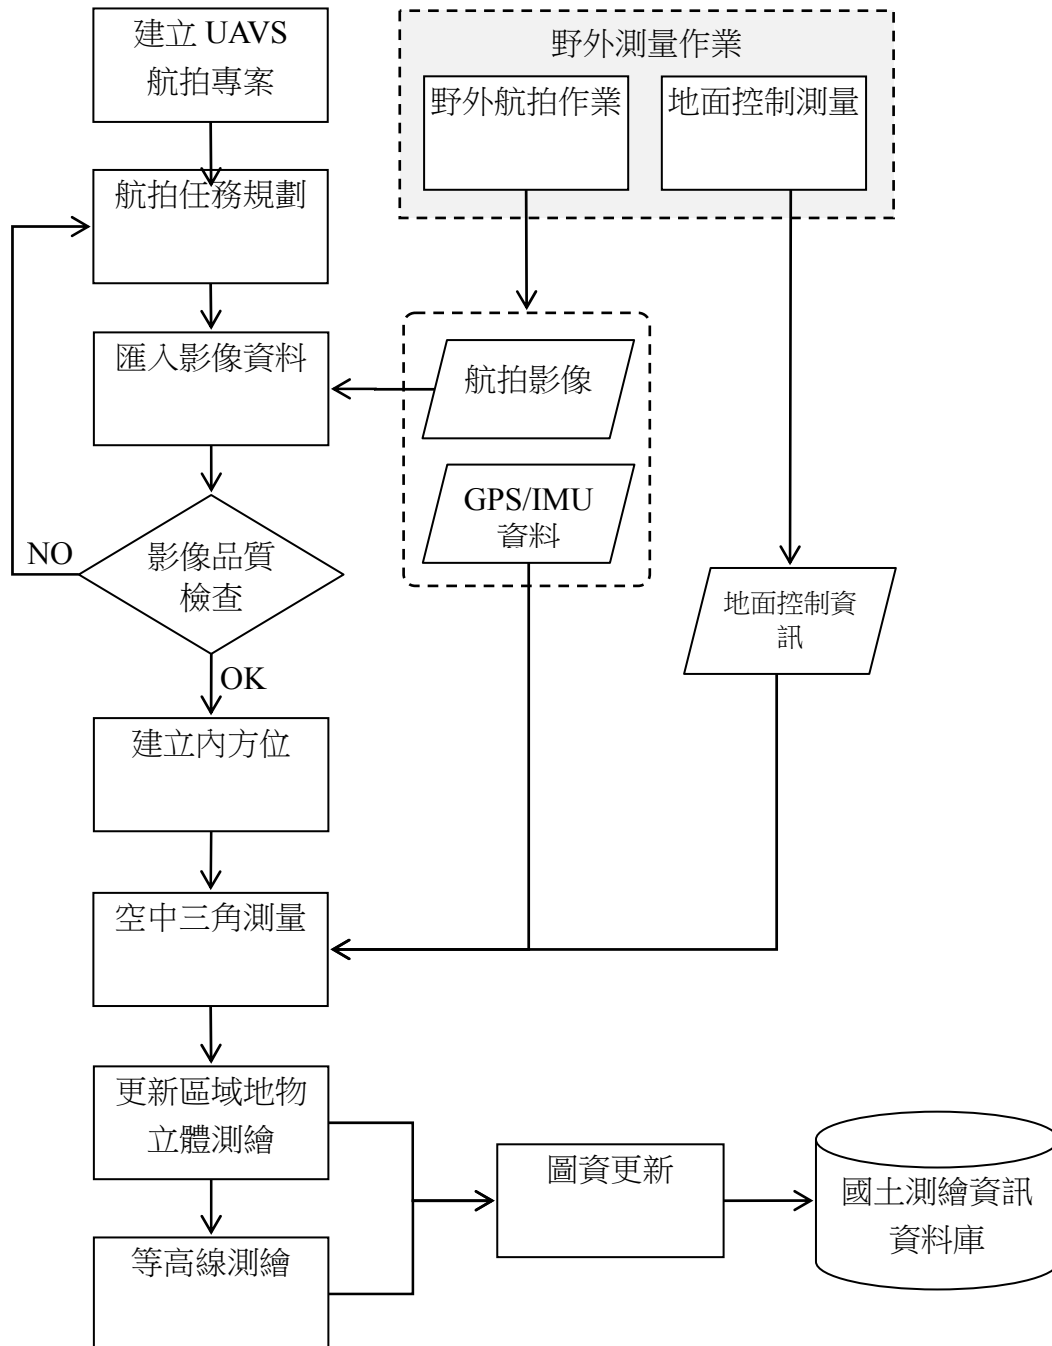 建立 UAVS
航拍專案
野外測量作業
野外航拍作業
地面控制測量
航拍任務規劃
匯入影像資料
航拍影像
GPS/IMU
資料
NO
影像品質
檢查
地面控制資
訊
OK
建立內方位
空中三角測量
更新區域地物
立體測繪
圖資更新
國土測繪資訊
資料庫
等高線測繪